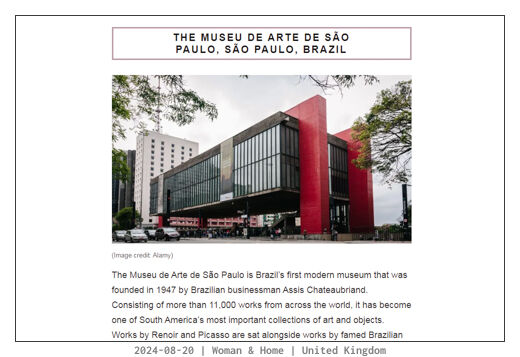 THE MUSEU DE ARTE DE SÃO
PAULO, SÃO PAULO, BRAZIL
(Image credit: Alamy)
The Museu de Arte de São Paulo is Brazil's first modern museum that was
founded in 1947 by Brazilian businessman Assis Chateaubriand.
Consisting of more than 11,000 works from across the world, it has become
one of South America's most important collections of art and objects.
Works by Renoir and Picasso are sat alongside works by famed Brazilian
2024-08-20 | Woman & Home | United Kingdom